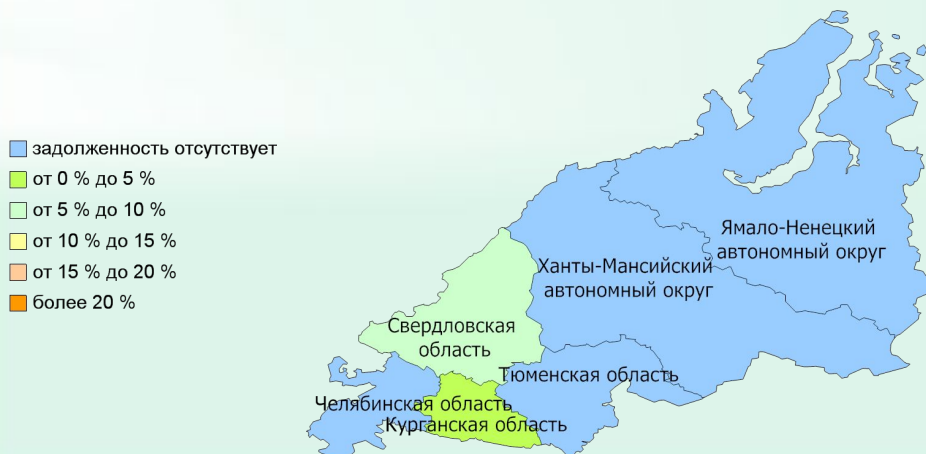 задолженность отсутствует
от 0 % до 5 %
от 5 % до 10 %
от 10 % до 15 %
от 15 % до 20 %
более 20 %
Ямало-Ненецкий
автономный округ
Ханты-Мансийский
автономный округ
Свердловская
область
Тюменская область
Челябинская область
Курганская область